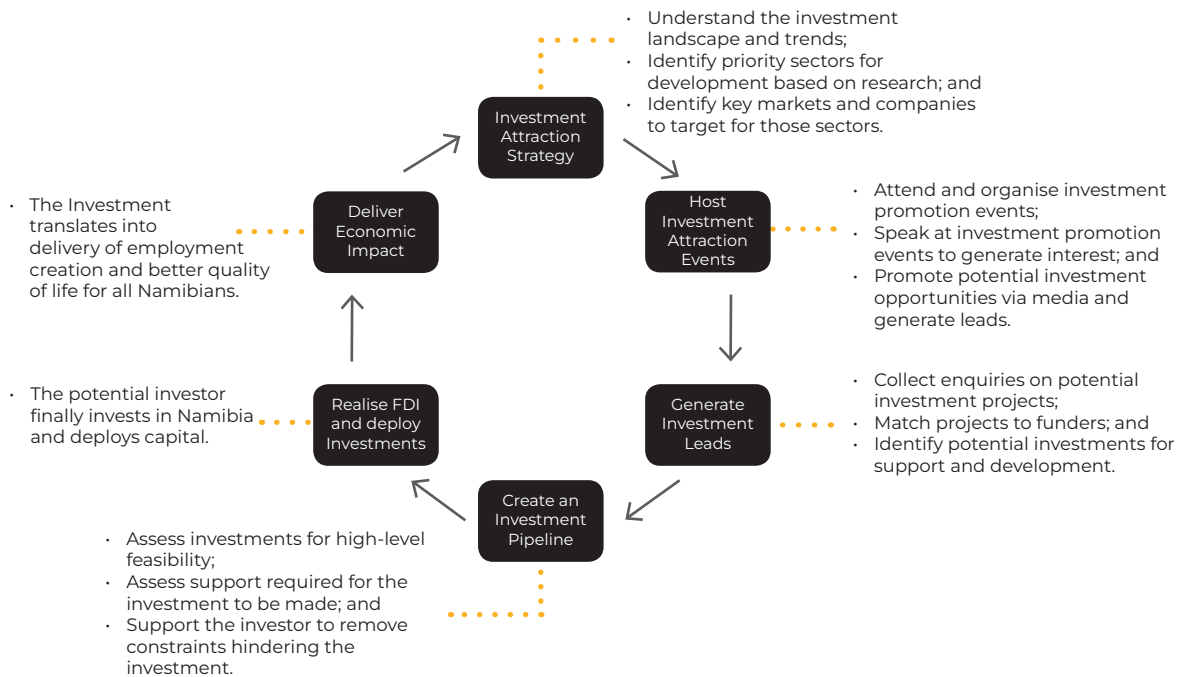 • Understand the investment
landscape and trends;
• Identify priority sectors for
development based on research; and
• Identify key markets and companies
to target for those sectors.
Investment
Attraction
Strategy
Host
Investment
Attraction
Events
• Attend and organise investment
promotion events;
• Speak at investment promotion
events to generate interest; and
• Promote potential investment
opportunities via media and
generate leads.
Generate
Investment
Leads
• Collect enquiries on potential
investment projects;
• Match projects to funders; and
• Identify potential investments for
support and development.
Create an
Investment
Pipeline
• Assess investments for high-level
feasibility;
• Assess support required for the
investment to be made; and
• Support the investor to remove
constraints hindering the
investment.
Realise FDI
and deploy
Investments
• The potential investor
finally invests in Namibia
and deploys capital.
Deliver
Economic
Impact
• The Investment
translates into
delivery of employment
creation and better quality
of life for all Namibians.